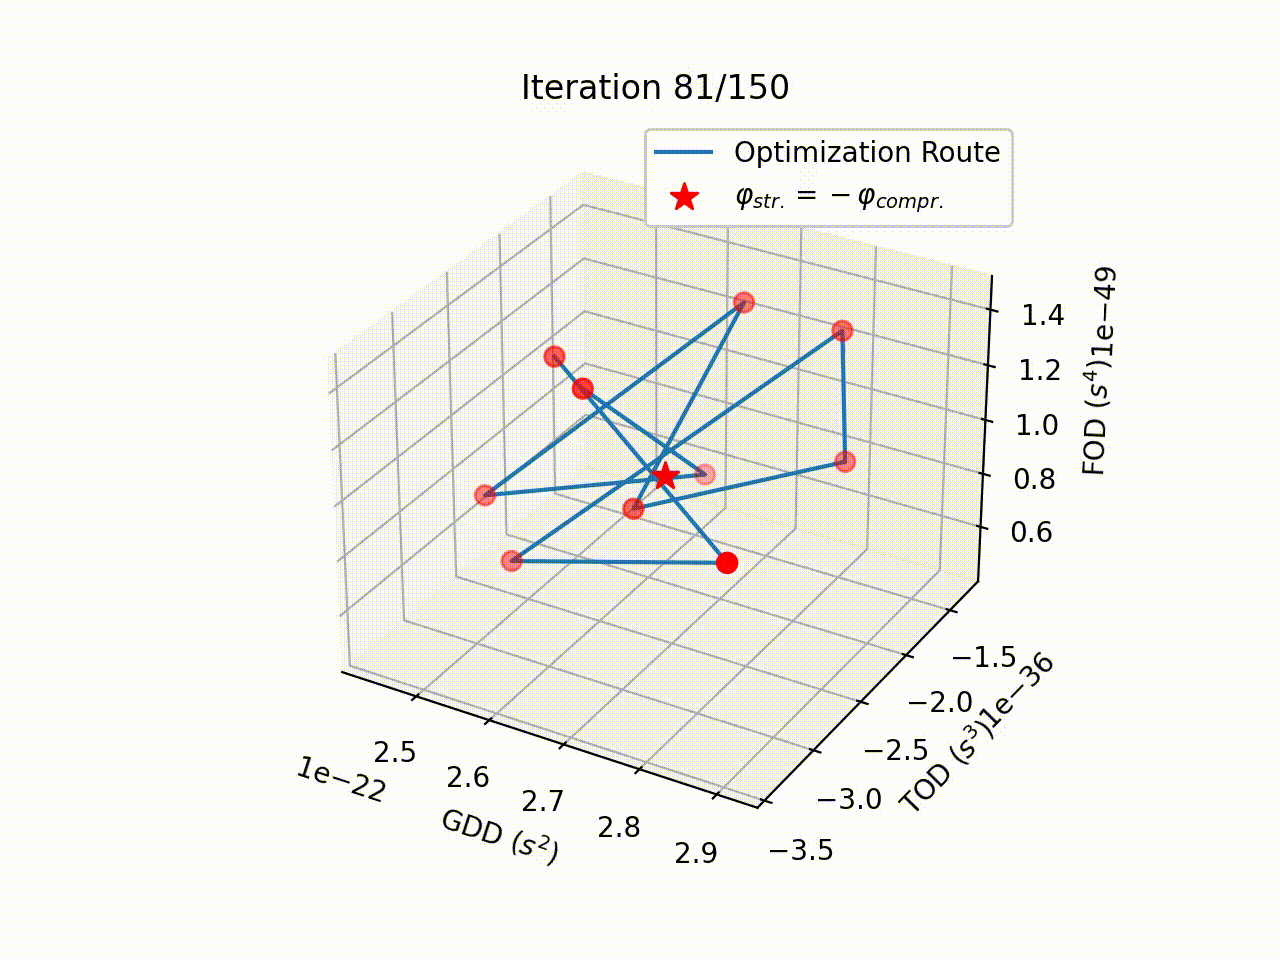 Iteration 81/150
Optimization Route
φstr. = −φcompr.
1.4
1.2
1.0
0.8
0.6
FOD (s⁴)1e−49
−1.5
−2.0
−2.5
−3.0
−3.5
TOD (s³)1e−36
2.5
2.6
2.7
2.8
2.9
1e−22
GDD (s²)